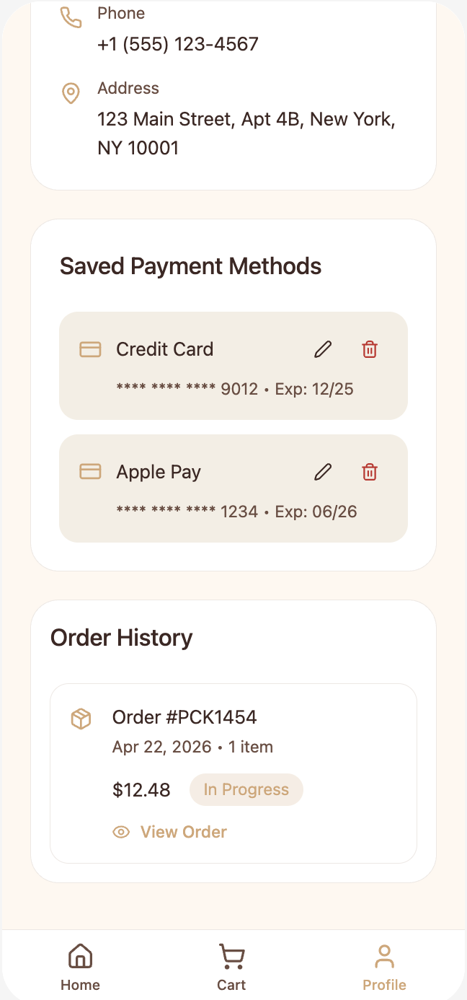 Phone
+1 (555) 123-4567
Address
123 Main Street, Apt 4B, New York,
NY 10001
Saved Payment Methods
Credit Card
**** **** **** 9012 • Exp: 12/25
Apple Pay
**** **** **** 1234 • Exp: 06/26
Order History
Order #PCK1454
Apr 22, 2026 • 1 item
$12.48 In Progress
View Order
Home Cart Profile